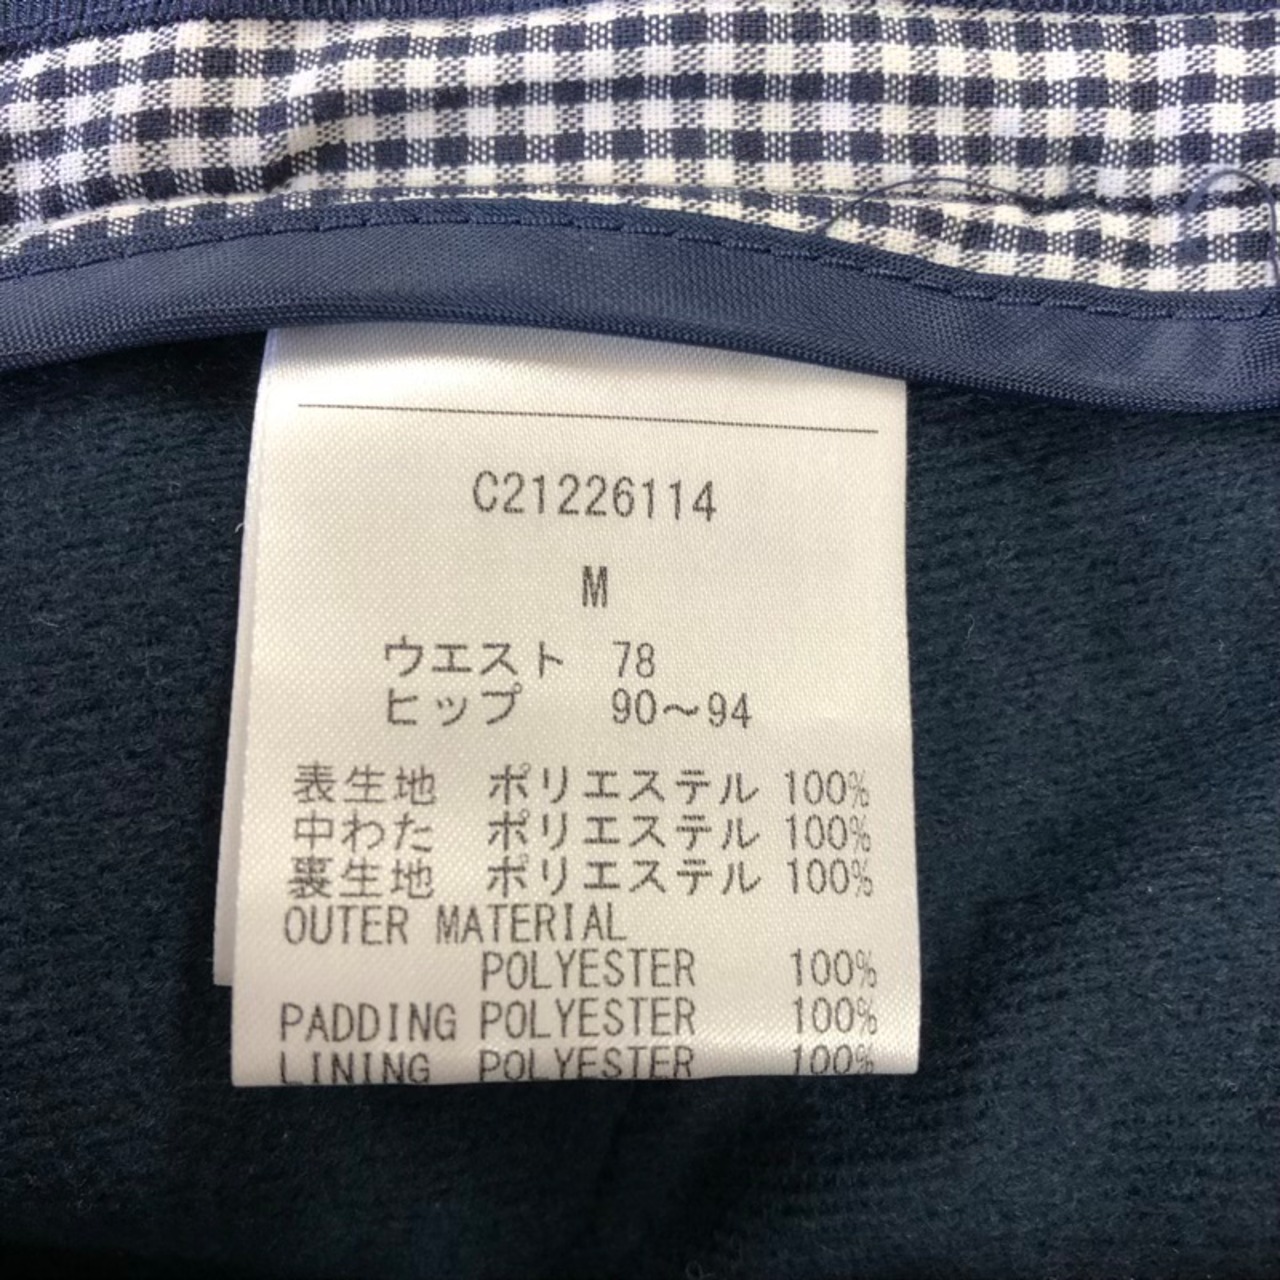 C21226114
M
ウエスト 78
ヒップ 90～94
表生地 ポリエステル 100%
中わた ポリエステル 100%
裏生地 ポリエステル 100%
OUTER MATERIAL
POLYESTER 100%
PADDING POLYESTER 100%
LINING POLYESTER 100%